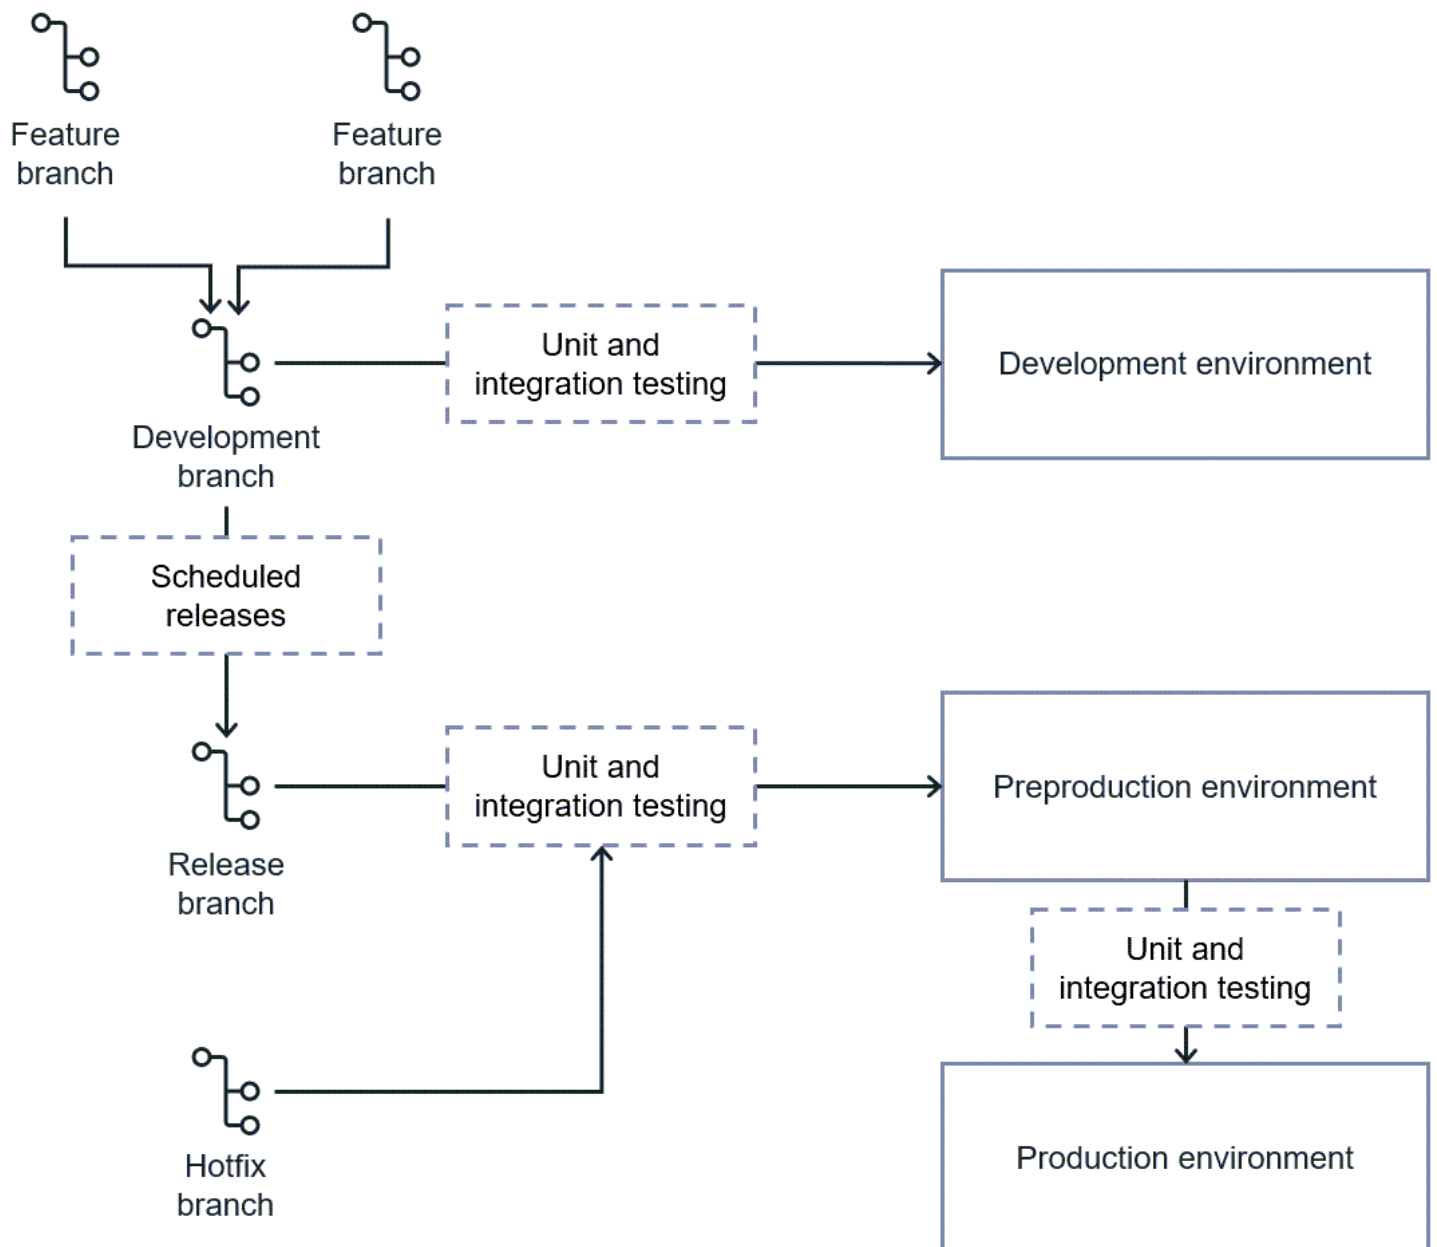 Feature
branch
Feature
branch
Unit and
integration testing
Development environment
Development
branch
Scheduled
releases
Unit and
integration testing
Preproduction environment
Release
branch
Unit and
integration testing
Hotfix
branch
Production environment